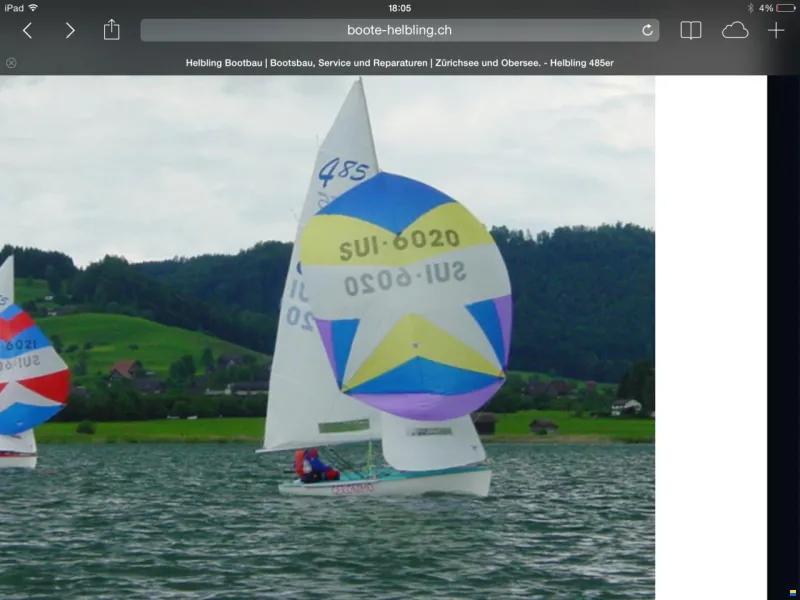 iPad 18:05 4%
boote-helbling.ch
Helbling Bootbau | Bootsbau, Service und Reparaturen | Zürichsee und Obersee. - Helbling 485er
485
SUI·6020
SUI·6020
6021